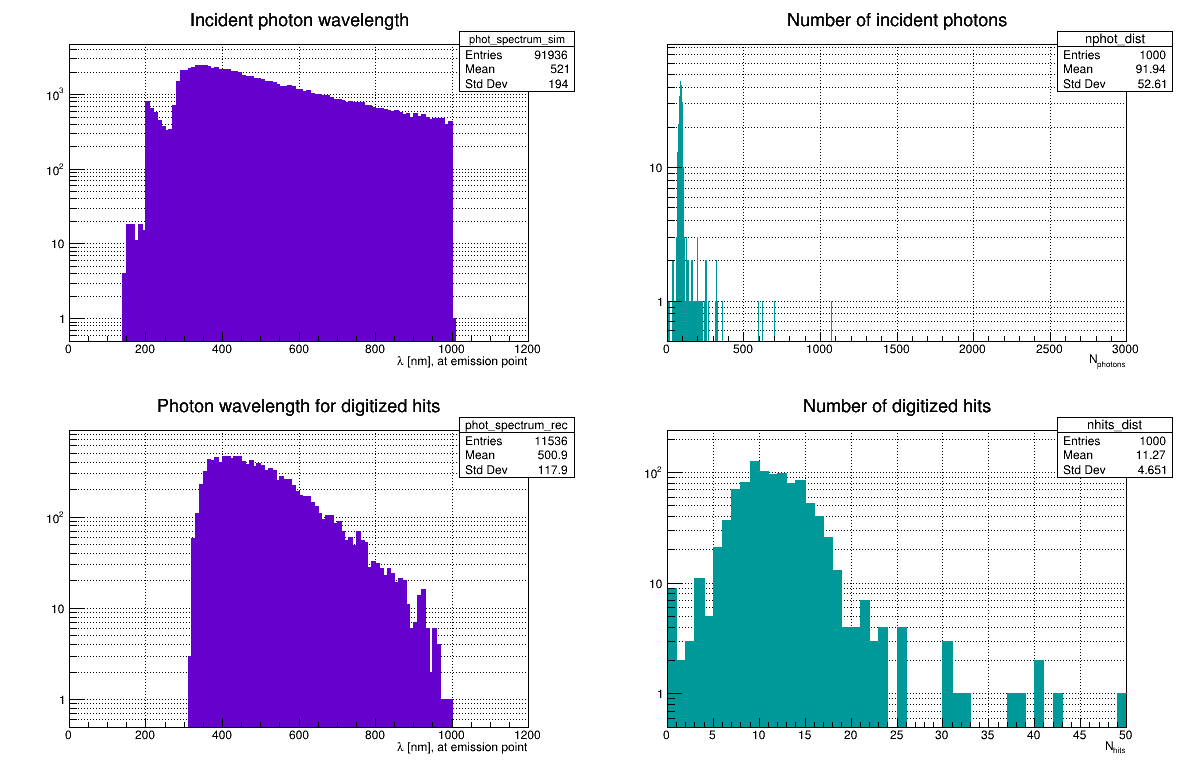 Incident photon wavelength
phot_spectrum_sim
Entries 91936
Mean 521
Std Dev 194
10³
10²
10
1
0 200 400 600 800 1000 1200
λ [nm], at emission point
Number of incident photons
nphot_dist
Entries 1000
Mean 91.94
Std Dev 52.61
10
1
0 500 1000 1500 2000 2500 3000
Nphotons
Photon wavelength for digitized hits
phot_spectrum_rec
Entries 11536
Mean 500.9
Std Dev 117.9
10²
10
1
0 200 400 600 800 1000 1200
λ [nm], at emission point
Number of digitized hits
nhits_dist
Entries 1000
Mean 11.27
Std Dev 4.651
10²
10
1
0 5 10 15 20 25 30 35 40 45 50
Nhits